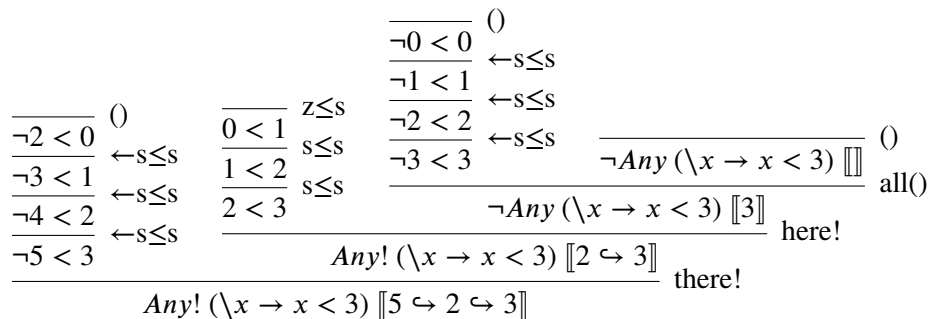 ()
¬0 < 0 ←s≤s
¬1 < 1 ←s≤s
() z≤s ¬2 < 2 ←s≤s ()
¬2 < 0 ←s≤s 0 < 1 s≤s ¬3 < 3 ¬Any (\x → x < 3) ⟦⟧ all()
¬3 < 1 ←s≤s 1 < 2 s≤s
¬4 < 2 ←s≤s 2 < 3 ¬Any (\x → x < 3) ⟦3⟧ here!
¬5 < 3 Any! (\x → x < 3) ⟦2 ↪ 3⟧ there!
Any! (\x → x < 3) ⟦5 ↪ 2 ↪ 3⟧